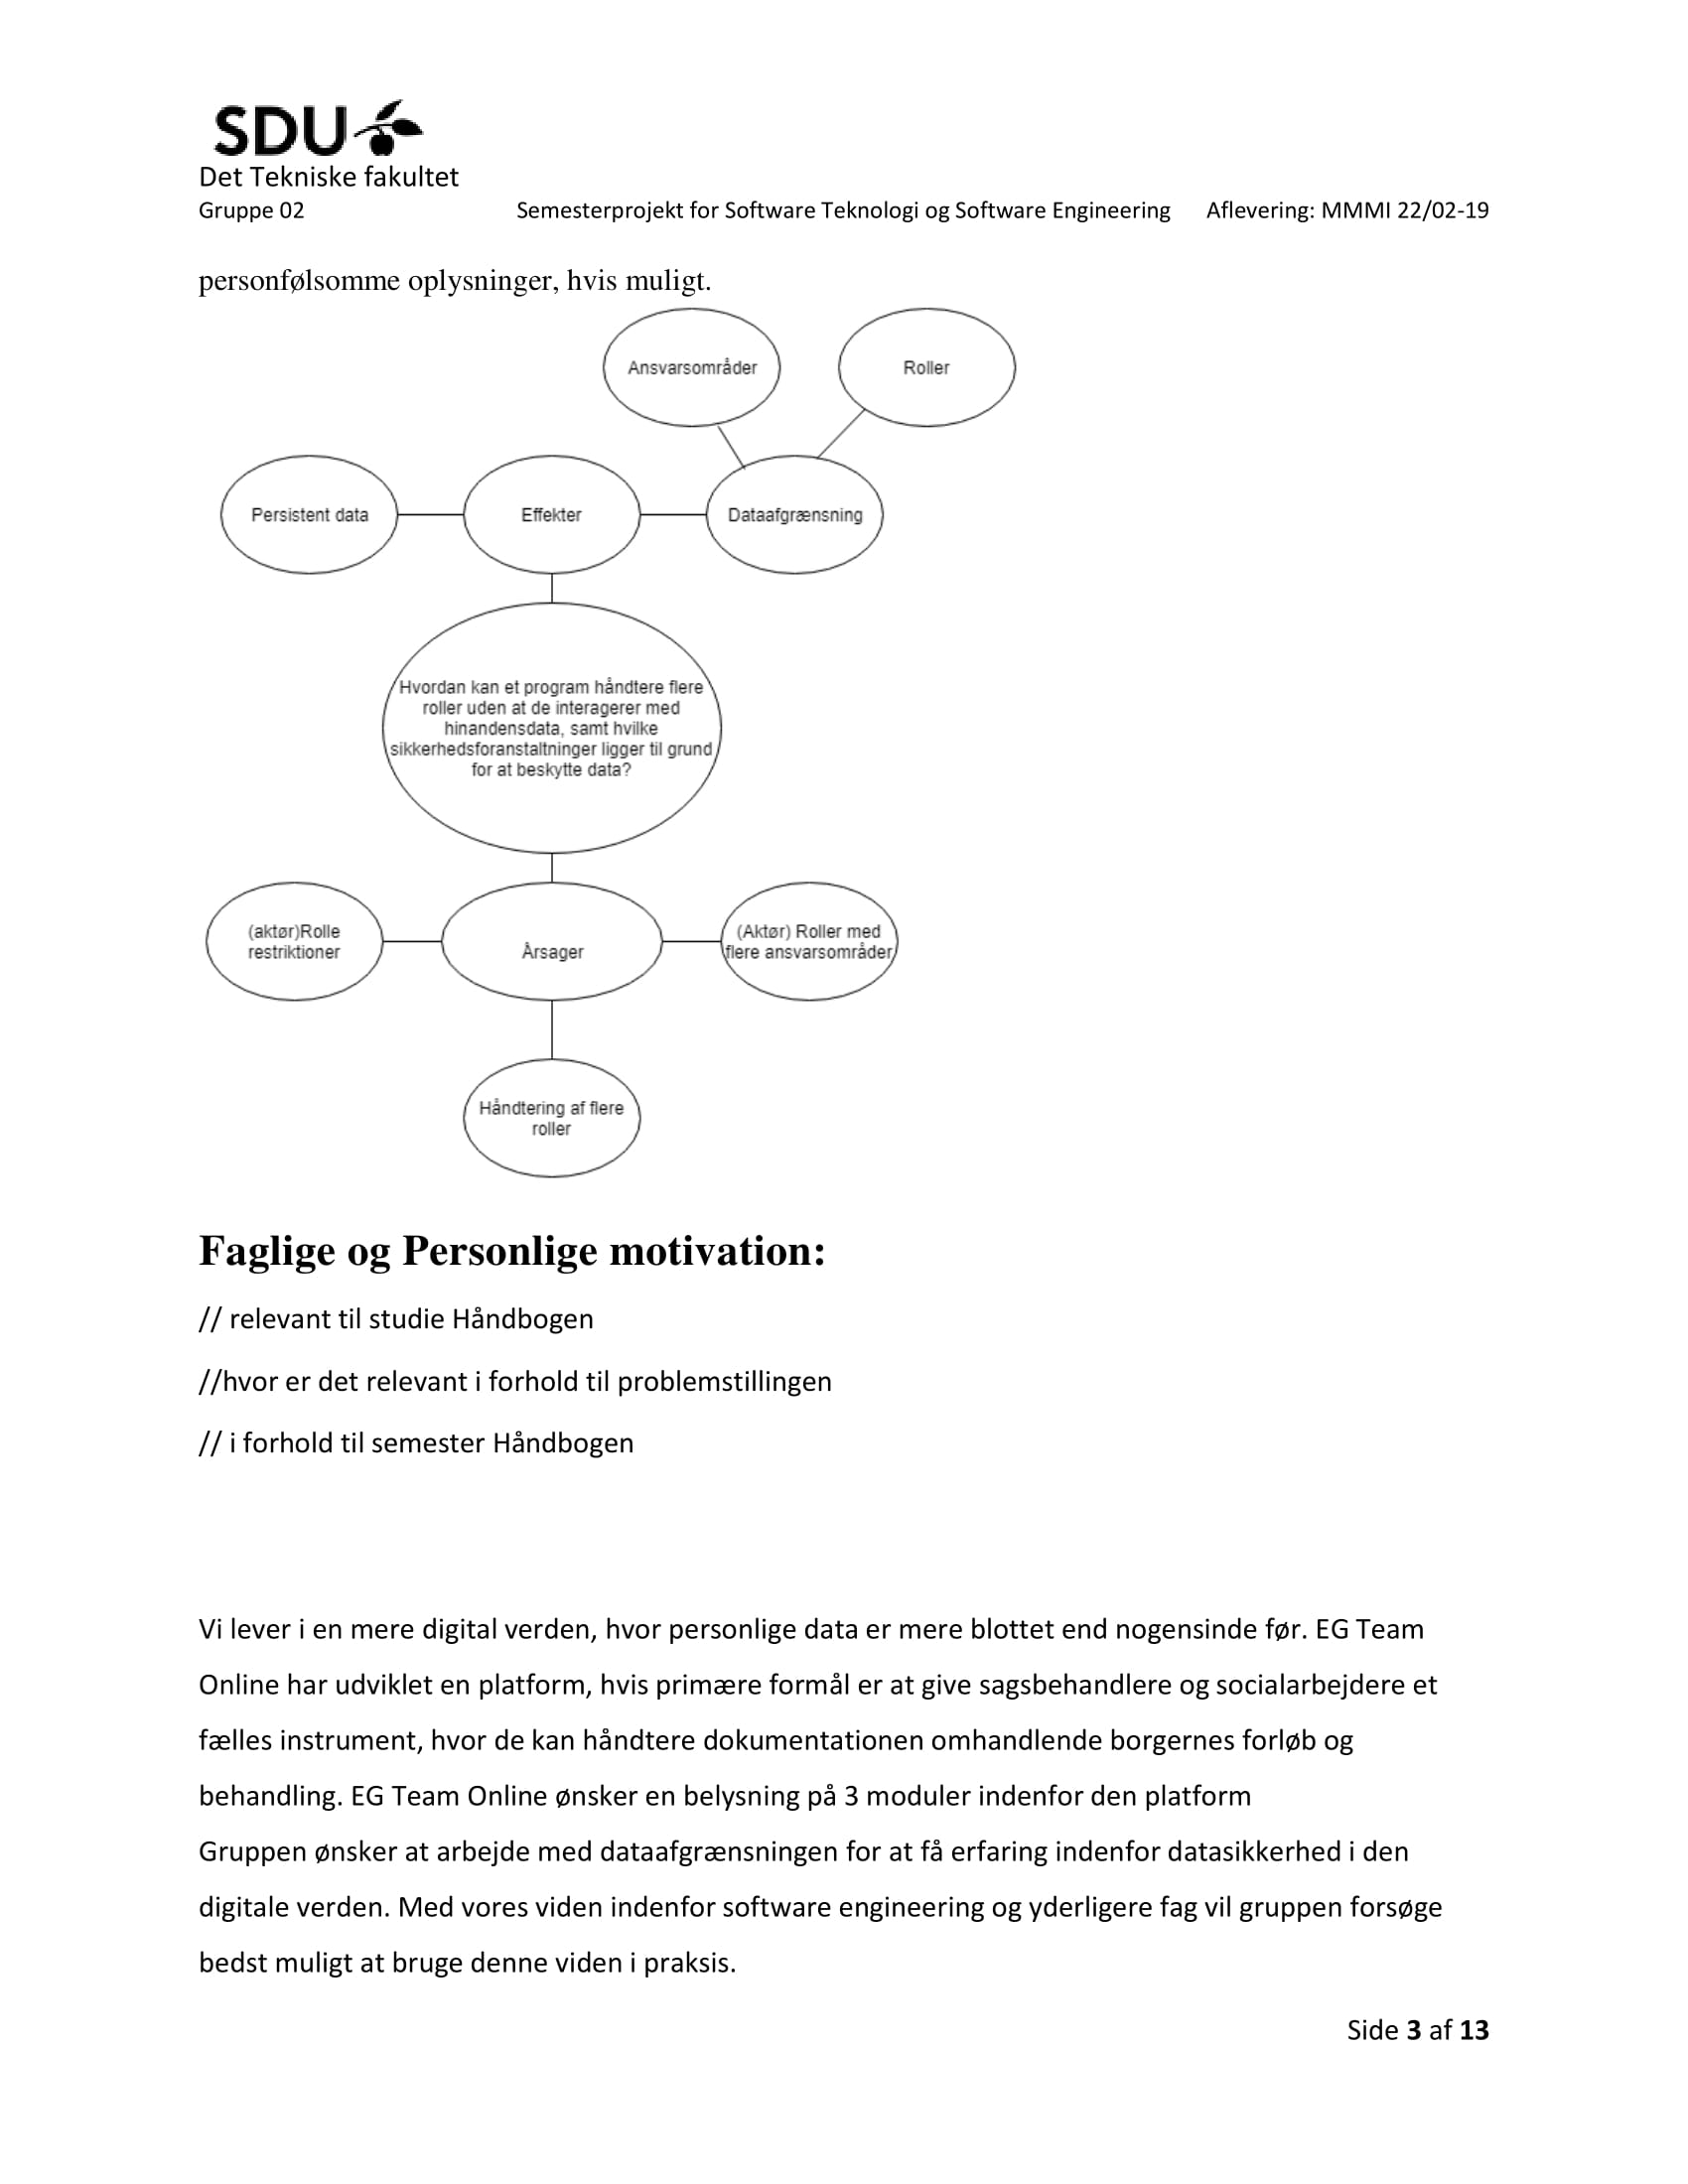 SDU
Det Tekniske fakultet
Gruppe 02 Semesterprojekt for Software Teknologi og Software Engineering Aflevering: MMMI 22/02-19
personfølsomme oplysninger, hvis muligt.
Ansvarsområder
Roller
Persistent data
Effekter
Dataafgrænsning
Hvordan kan et program håndtere flere
roller uden at de interagerer med
hinandensdata, samt hvilke
sikkerhedsforanstaltninger ligger til grund
for at beskytte data?
(aktør)Rolle
restriktioner
Årsager
(Aktør) Roller med
flere ansvarsområder
Håndtering af flere
roller
Faglige og Personlige motivation:
// relevant til studie Håndbogen
//hvor er det relevant i forhold til problemstillingen
// i forhold til semester Håndbogen
Vi lever i en mere digital verden, hvor personlige data er mere blottet end nogensinde før. EG Team
Online har udviklet en platform, hvis primære formål er at give sagsbehandlere og socialarbejdere et
fælles instrument, hvor de kan håndtere dokumentationen omhandlende borgernes forløb og
behandling. EG Team Online ønsker en belysning på 3 moduler indenfor den platform
Gruppen ønsker at arbejde med dataafgrænsningen for at få erfaring indenfor datasikkerhed i den
digitale verden. Med vores viden indenfor software engineering og yderligere fag vil gruppen forsøge
bedst muligt at bruge denne viden i praksis.
Side 3 af 13